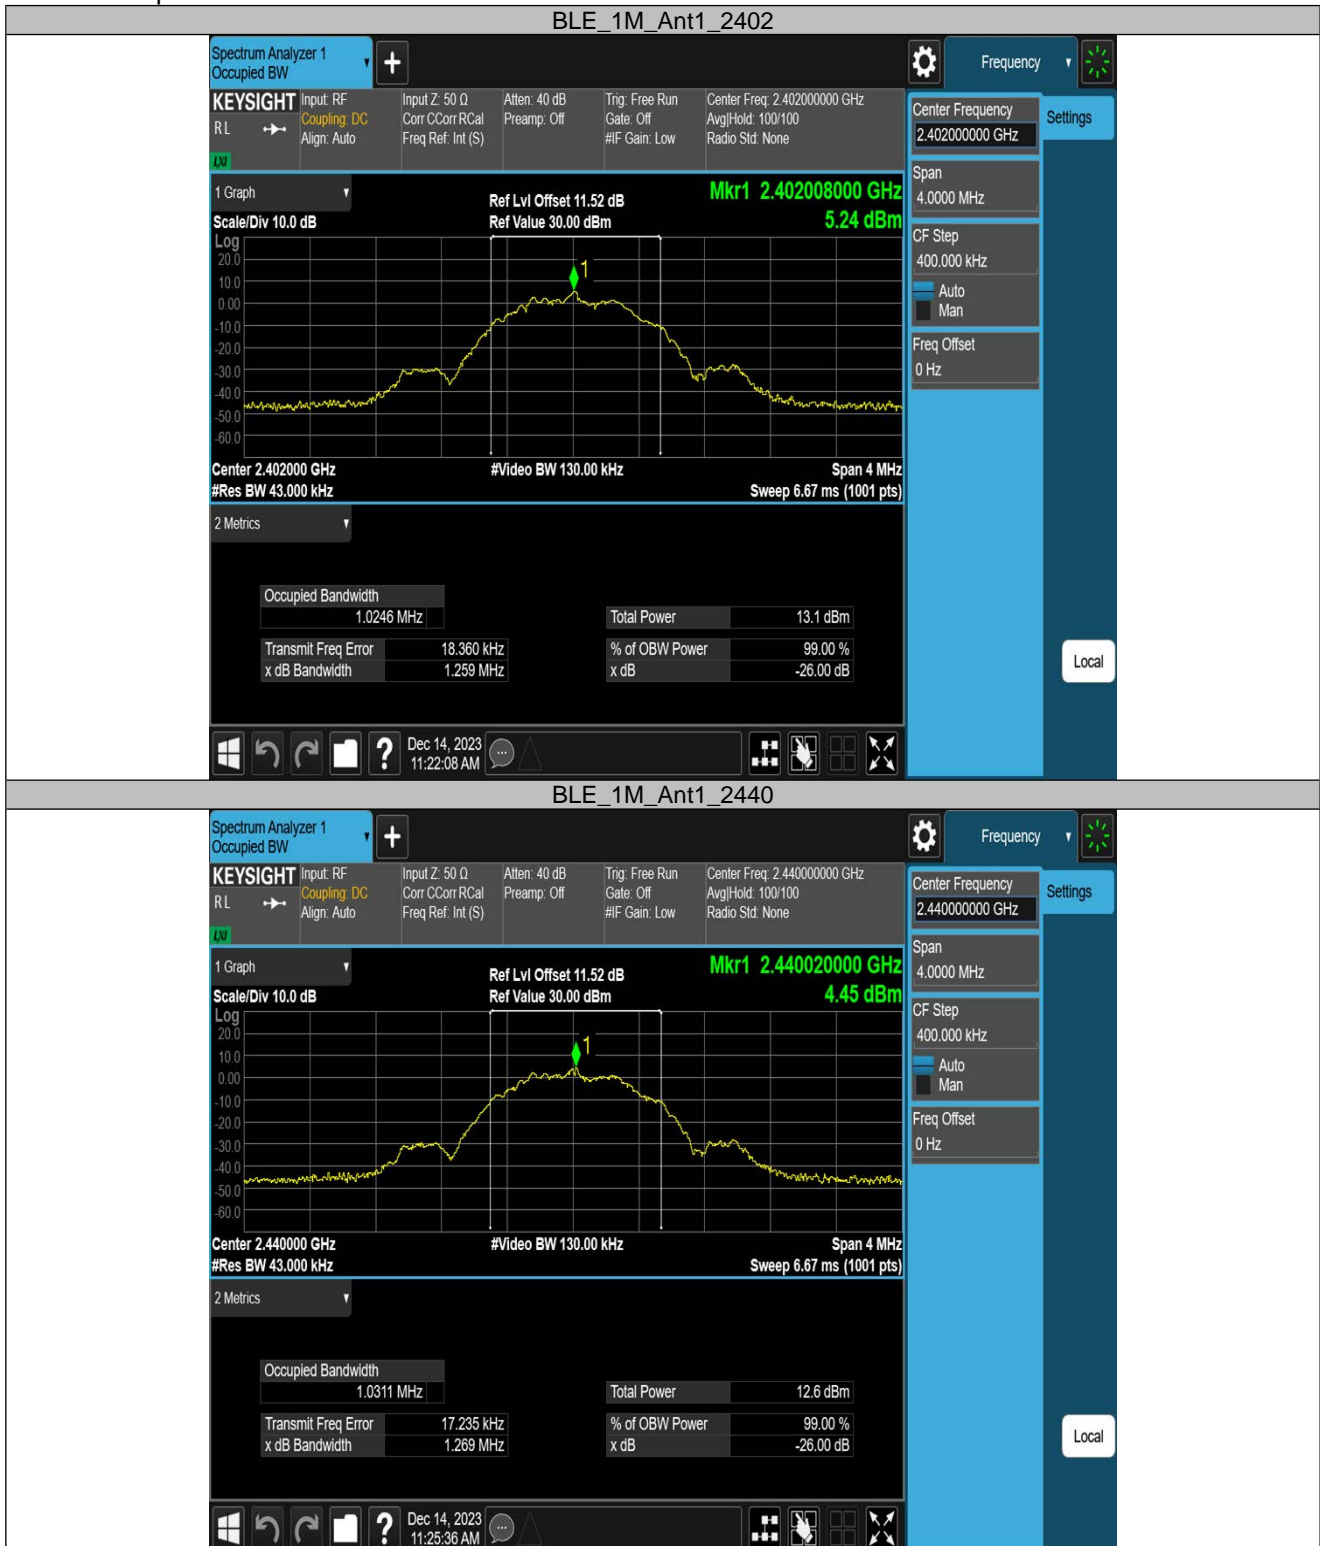 BLE_1M_Ant1_2402
Spectrum Analyzer 1
Occupied BW
Frequency
KEYSIGHT
RL
LXI
Input: RF
Coupling: DC
Align: Auto
Input Z: 50 Ω
Corr CCorr RCal
Freq Ref: Int (S)
Atten: 40 dB
Preamp: Off
Trig: Free Run
Gate: Off
#IF Gain: Low
Center Freq: 2.402000000 GHz
Avg|Hold: 100/100
Radio Std: None
Center Frequency
2.402000000 GHz
Settings
Span
4.0000 MHz
CF Step
400.000 kHz
Auto
Man
Freq Offset
0 Hz
Local
1 Graph
Scale/Div 10.0 dB
Ref Lvl Offset 11.52 dB
Ref Value 30.00 dBm
Mkr1 2.402008000 GHz
5.24 dBm
Log
20.0
10.0
0.00
-10.0
-20.0
-30.0
-40.0
-50.0
-60.0
1
Center 2.402000 GHz
#Video BW 130.00 kHz
Span 4 MHz
#Res BW 43.000 kHz
Sweep 6.67 ms (1001 pts)
2 Metrics
Occupied Bandwidth
1.0246 MHz
Total Power 13.1 dBm
Transmit Freq Error 18.360 kHz
% of OBW Power 99.00 %
x dB Bandwidth 1.259 MHz
x dB -26.00 dB
?
Dec 14, 2023
11:22:08 AM
BLE_1M_Ant1_2440
Spectrum Analyzer 1
Occupied BW
Frequency
KEYSIGHT
RL
LXI
Input: RF
Coupling: DC
Align: Auto
Input Z: 50 Ω
Corr CCorr RCal
Freq Ref: Int (S)
Atten: 40 dB
Preamp: Off
Trig: Free Run
Gate: Off
#IF Gain: Low
Center Freq: 2.440000000 GHz
Avg|Hold: 100/100
Radio Std: None
Center Frequency
2.440000000 GHz
Settings
Span
4.0000 MHz
CF Step
400.000 kHz
Auto
Man
Freq Offset
0 Hz
Local
1 Graph
Scale/Div 10.0 dB
Ref Lvl Offset 11.52 dB
Ref Value 30.00 dBm
Mkr1 2.440020000 GHz
4.45 dBm
Log
20.0
10.0
0.00
-10.0
-20.0
-30.0
-40.0
-50.0
-60.0
1
Center 2.440000 GHz
#Video BW 130.00 kHz
Span 4 MHz
#Res BW 43.000 kHz
Sweep 6.67 ms (1001 pts)
2 Metrics
Occupied Bandwidth
1.0311 MHz
Total Power 12.6 dBm
Transmit Freq Error 17.235 kHz
% of OBW Power 99.00 %
x dB Bandwidth 1.269 MHz
x dB -26.00 dB
?
Dec 14, 2023
11:25:36 AM